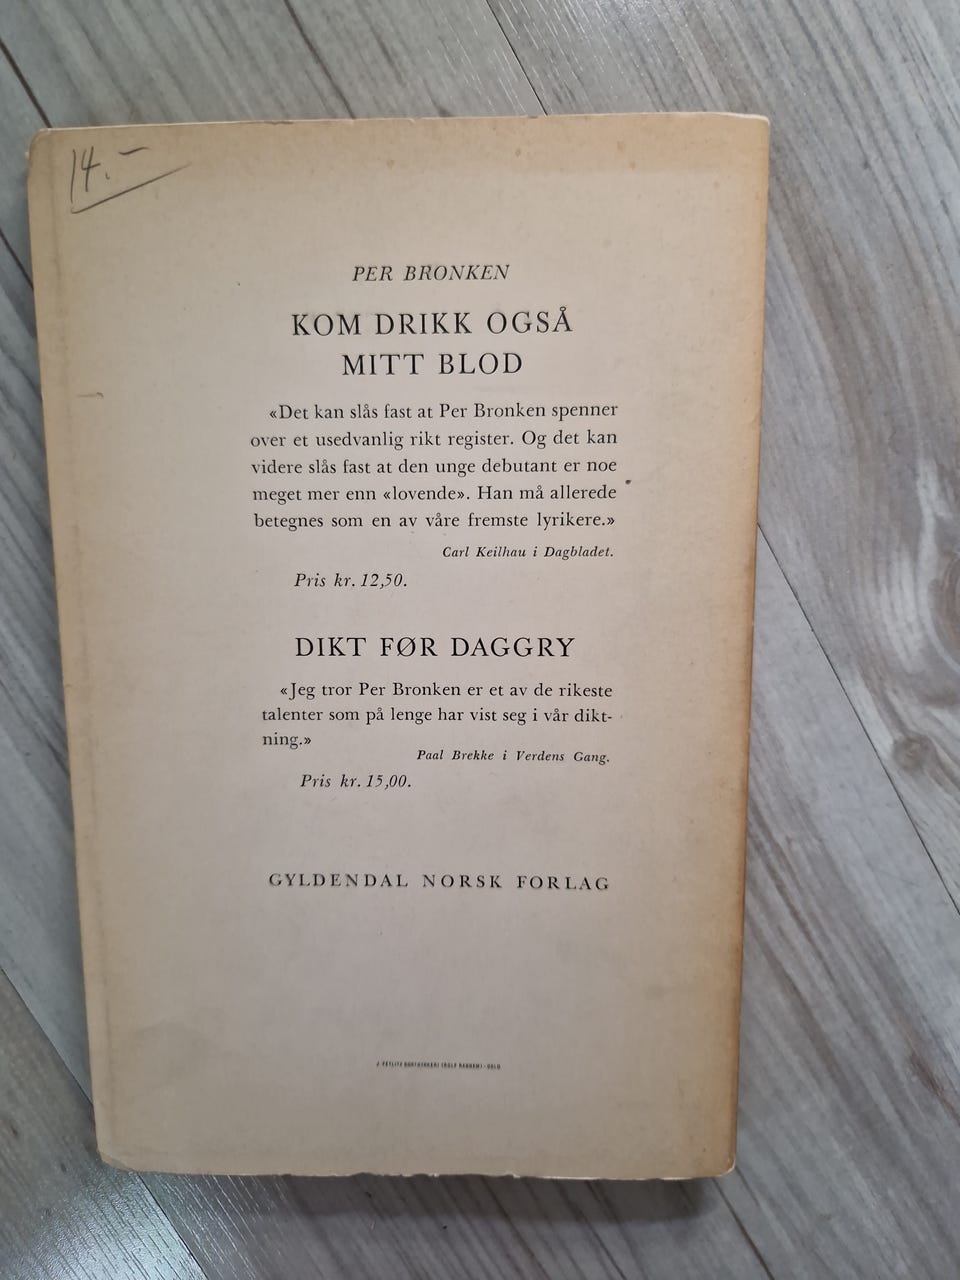 14.-
PER BRONKEN
KOM DRIKK OGSÅ
MITT BLOD
«Det kan slås fast at Per Bronken spenner
over et usedvanlig rikt register. Og det kan
videre slås fast at den unge debutant er noe
meget mer enn «lovende». Han må allerede
betegnes som en av våre fremste lyrikere.»
Carl Keilhau i Dagbladet.
Pris kr. 12,50.
DIKT FØR DAGGRY
«Jeg tror Per Bronken er et av de rikeste
talenter som på lenge har vist seg i vår dikt-
ning.»
Paal Brekke i Verdens Gang.
Pris kr. 15,00.
GYLDENDAL NORSK FORLAG
OSLO